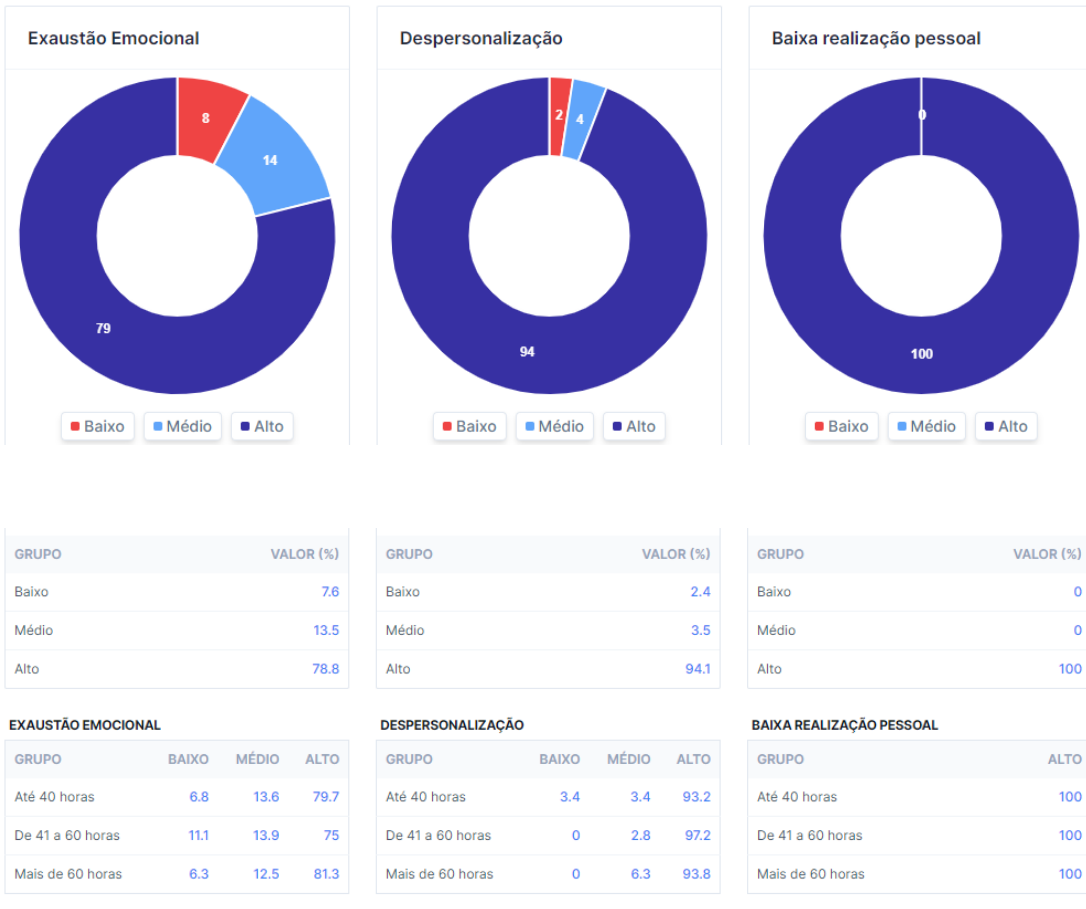 Exaustão Emocional
8
14
79
Baixo Médio Alto
Despersonalização
2
4
94
Baixo Médio Alto
Baixa realização pessoal
0
100
Baixo Médio Alto
GRUPO VALOR (%)
Baixo 7.6
Médio 13.5
Alto 78.8
GRUPO VALOR (%)
Baixo 2.4
Médio 3.5
Alto 94.1
GRUPO VALOR (%)
Baixo 0
Médio 0
Alto 100
EXAUSTÃO EMOCIONAL
GRUPO BAIXO MÉDIO ALTO
Até 40 horas 6.8 13.6 79.7
De 41 a 60 horas 11.1 13.9 75
Mais de 60 horas 6.3 12.5 81.3
DESPERSONALIZAÇÃO
GRUPO BAIXO MÉDIO ALTO
Até 40 horas 3.4 3.4 93.2
De 41 a 60 horas 0 2.8 97.2
Mais de 60 horas 0 6.3 93.8
BAIXA REALIZAÇÃO PESSOAL
GRUPO ALTO
Até 40 horas 100
De 41 a 60 horas 100
Mais de 60 horas 100